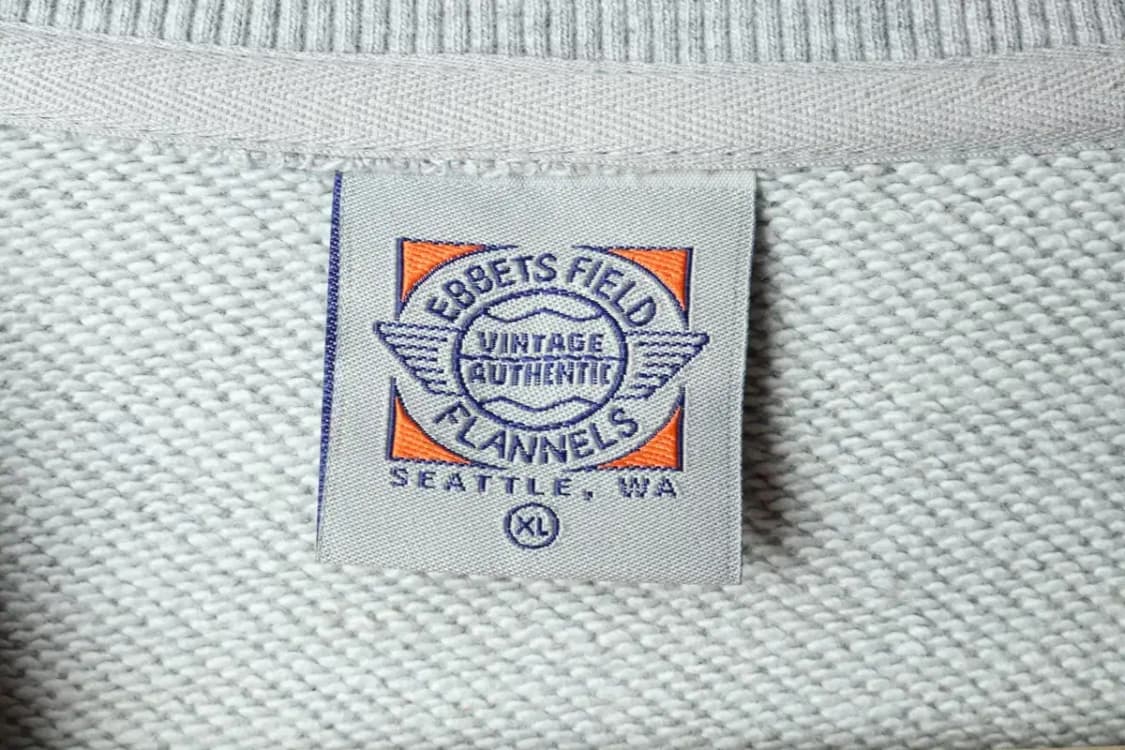 EBBETS FIELD
VINTAGE
AUTHENTIC
FLANNELS
SEATTLE, WA
XL